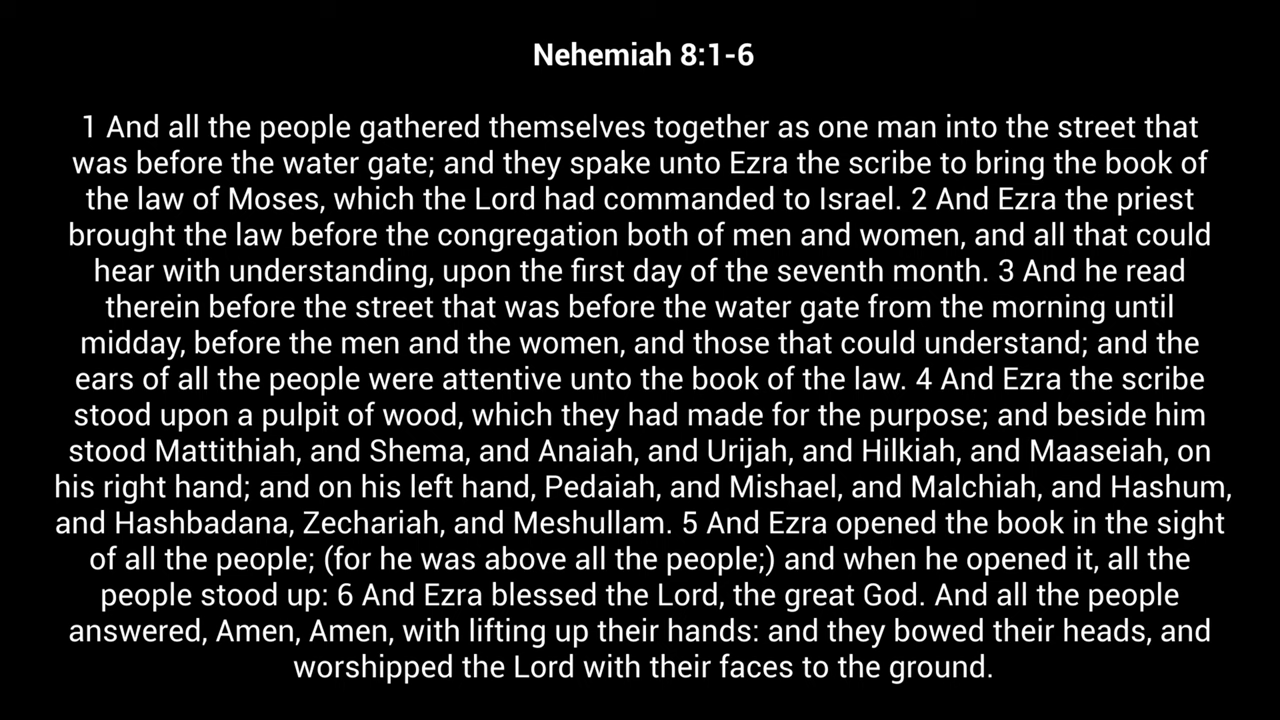 Nehemiah 8:1-6
1 And all the people gathered themselves together as one man into the street that
was before the water gate; and they spake unto Ezra the scribe to bring the book of
the law of Moses, which the Lord had commanded to Israel. 2 And Ezra the priest
brought the law before the congregation both of men and women, and all that could
hear with understanding, upon the first day of the seventh month. 3 And he read
therein before the street that was before the water gate from the morning until
midday, before the men and the women, and those that could understand; and the
ears of all the people were attentive unto the book of the law. 4 And Ezra the scribe
stood upon a pulpit of wood, which they had made for the purpose; and beside him
stood Mattithiah, and Shema, and Anaiah, and Urijah, and Hilkiah, and Maaseiah, on
his right hand; and on his left hand, Pedaiah, and Mishael, and Malchiah, and Hashum,
and Hashbadana, Zechariah, and Meshullam. 5 And Ezra opened the book in the sight
of all the people; (for he was above all the people;) and when he opened it, all the
people stood up: 6 And Ezra blessed the Lord, the great God. And all the people
answered, Amen, Amen, with lifting up their hands: and they bowed their heads, and
worshipped the Lord with their faces to the ground.